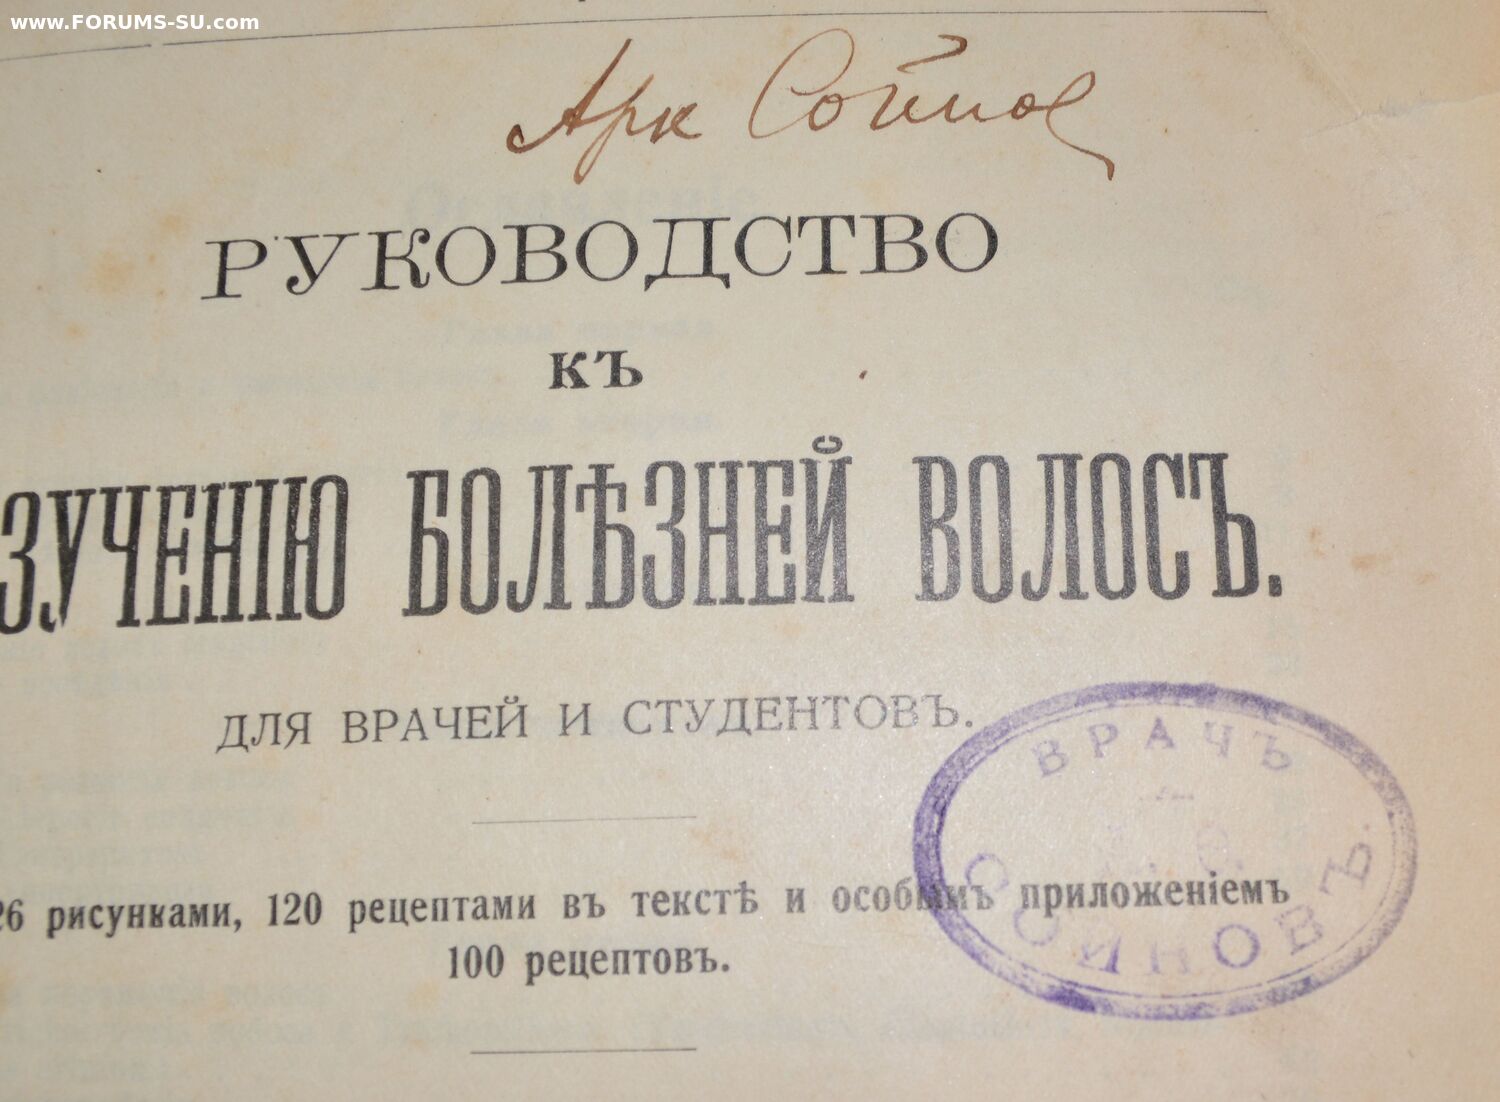 www.FORUMS-SU.com
Арк Сойнов
РУКОВОДСТВО
КЪ
ЗУЧЕНІЮ БОЛѢЗНЕЙ ВОЛОСЪ.
ДЛЯ ВРАЧЕЙ И СТУДЕНТОВЪ.
26 рисунками, 120 рецептами въ текстѣ и особымъ приложеніемъ
100 рецептовъ.
ВРАЧЪ
СОЙНОВЪ.